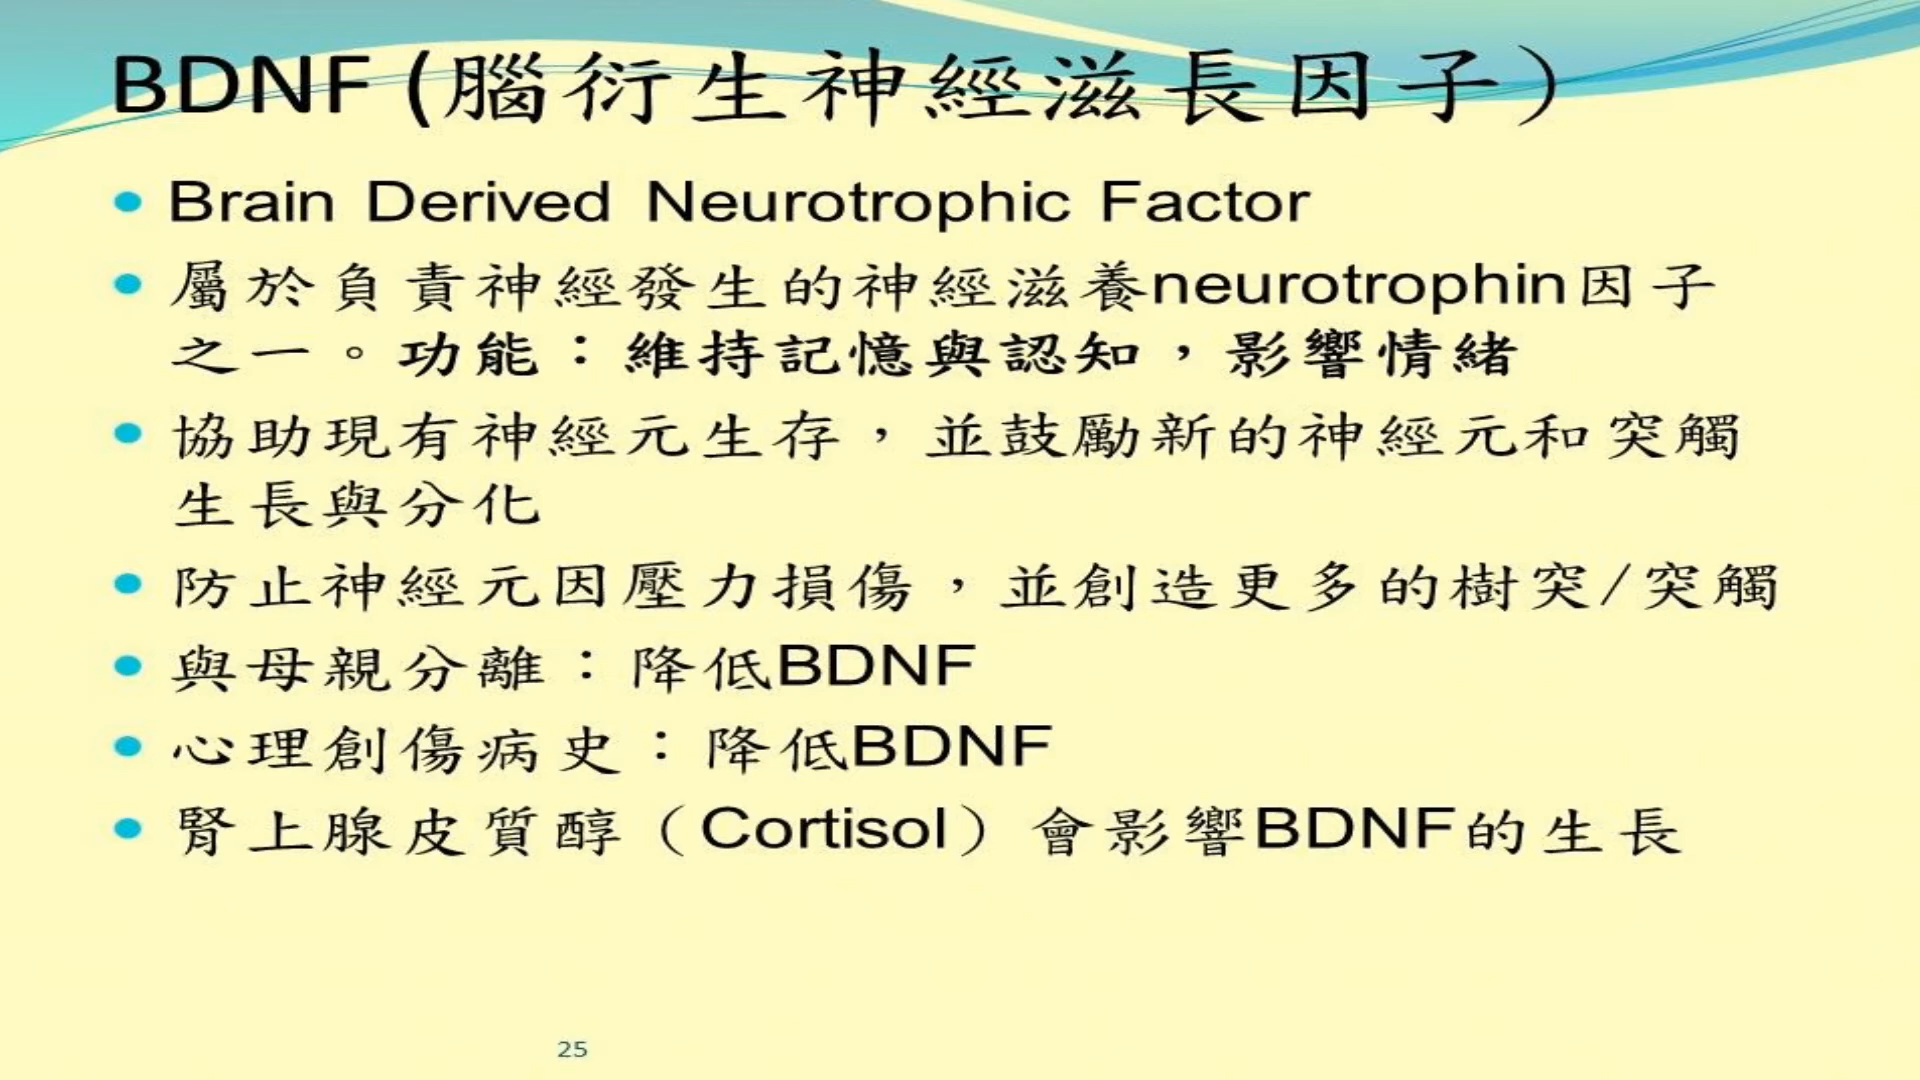 BDNF (腦衍生神經滋長因子)
Brain Derived Neurotrophic Factor
屬於負責神經發生的神經滋養neurotrophin因子
之一。功能：維持記憶與認知，影響情緒
協助現有神經元生存，並鼓勵新的神經元和突觸
生長與分化
防止神經元因壓力損傷，並創造更多的樹突/突觸
與母親分離：降低BDNF
心理創傷病史：降低BDNF
腎上腺皮質醇（Cortisol）會影響BDNF的生長
25